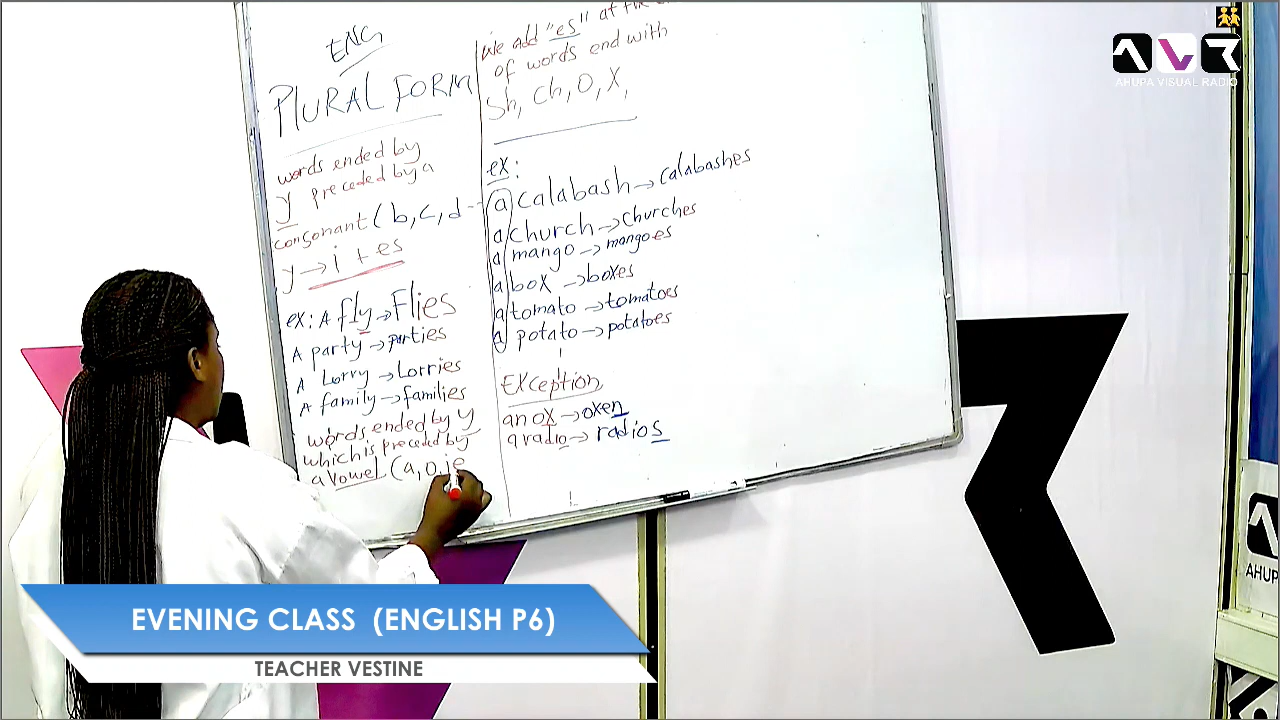 ENG
PLURAL FORM
words ended by
y preceded by a
consonant (b, c, d --
y → i + es
ex: A fly → Flies
A party → parties
A Lorry → Lorries
A family → families
words ended by y
which is preceded by
a vowel (a, o, i e
We add "es" at the
of words end with
Sh, Ch, O, X,
ex:
a calabash → calabashes
a church → churches
a mango → mangoes
a box → boxes
a tomato → tomatoes
a potato → potatoes
EXception
an ox → oxen
a radio → radios
AHUPA VISUAL RADIO
AHUP
EVENING CLASS (ENGLISH P6)
TEACHER VESTINE